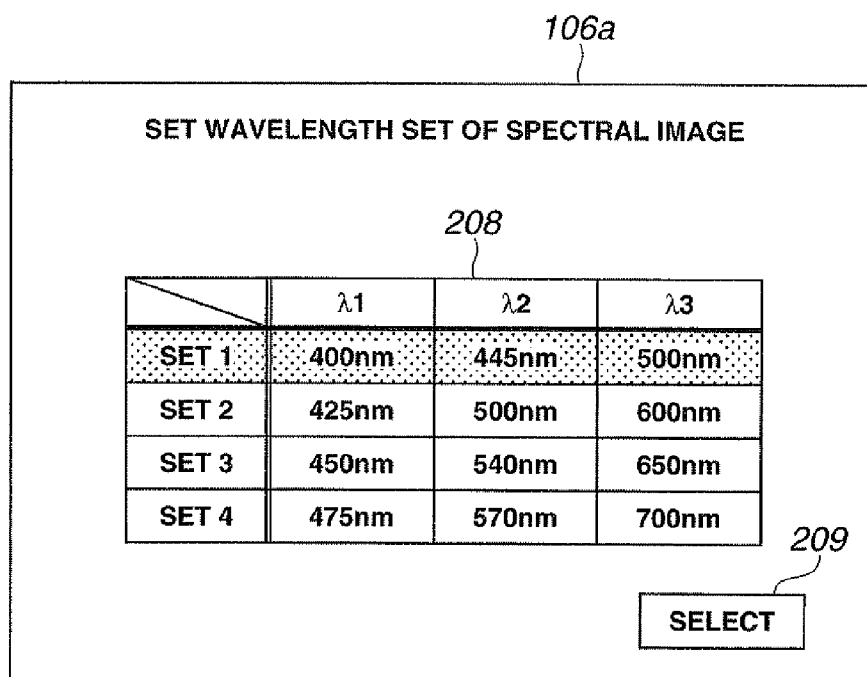 106a
SET WAVELENGTH SET OF SPECTRAL IMAGE
208
λ1 λ2 λ3
SET 1 400nm 445nm 500nm
SET 2 425nm 500nm 600nm
SET 3 450nm 540nm 650nm
SET 4 475nm 570nm 700nm
209
SELECT